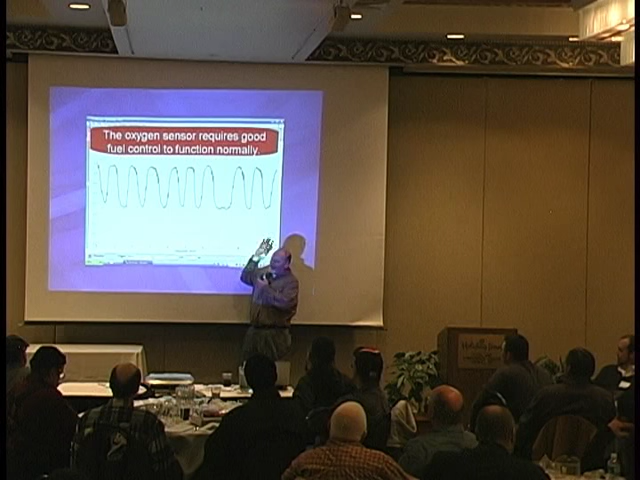 The oxygen sensor requires good
fuel control to function normally.